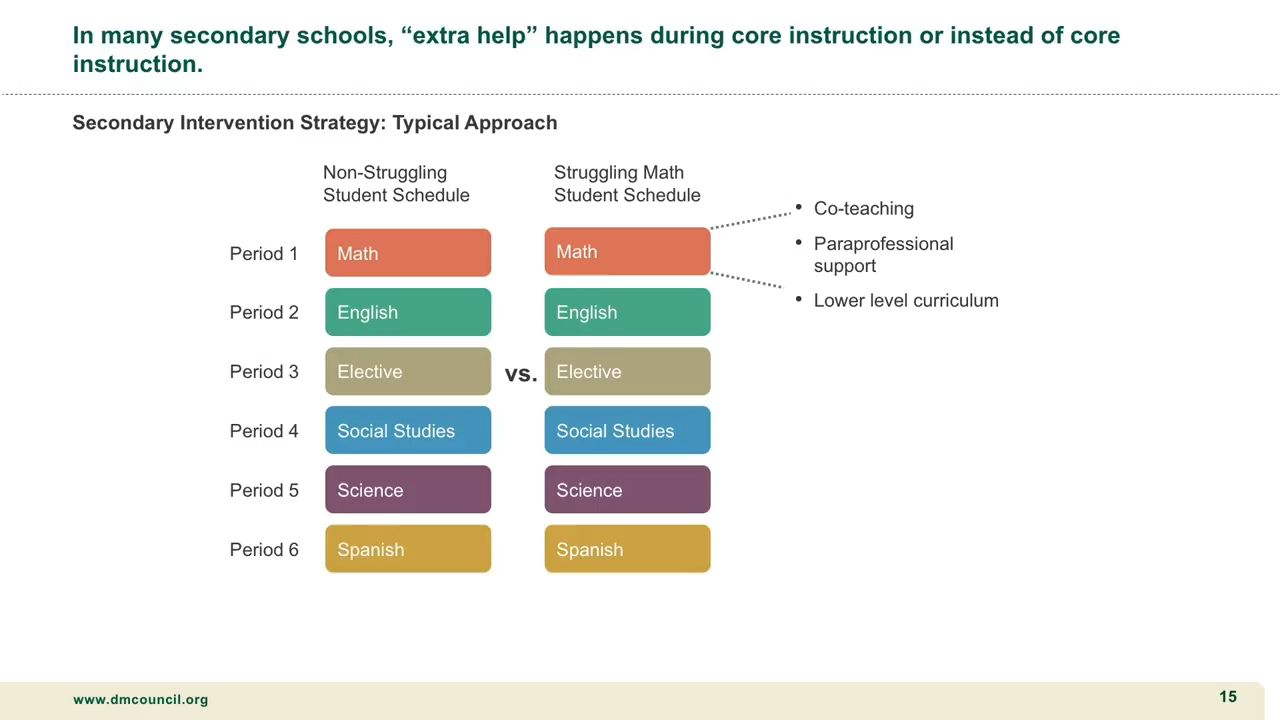 In many secondary schools, “extra help” happens during core instruction or instead of core
instruction.
Secondary Intervention Strategy: Typical Approach
Non-Struggling
Student Schedule
Struggling Math
Student Schedule
Period 1
Math
Math
Period 2
English
English
Period 3
Elective
vs.
Elective
Period 4
Social Studies
Social Studies
Period 5
Science
Science
Period 6
Spanish
Spanish
• Co-teaching
• Paraprofessional
support
• Lower level curriculum
www.dmcouncil.org
15